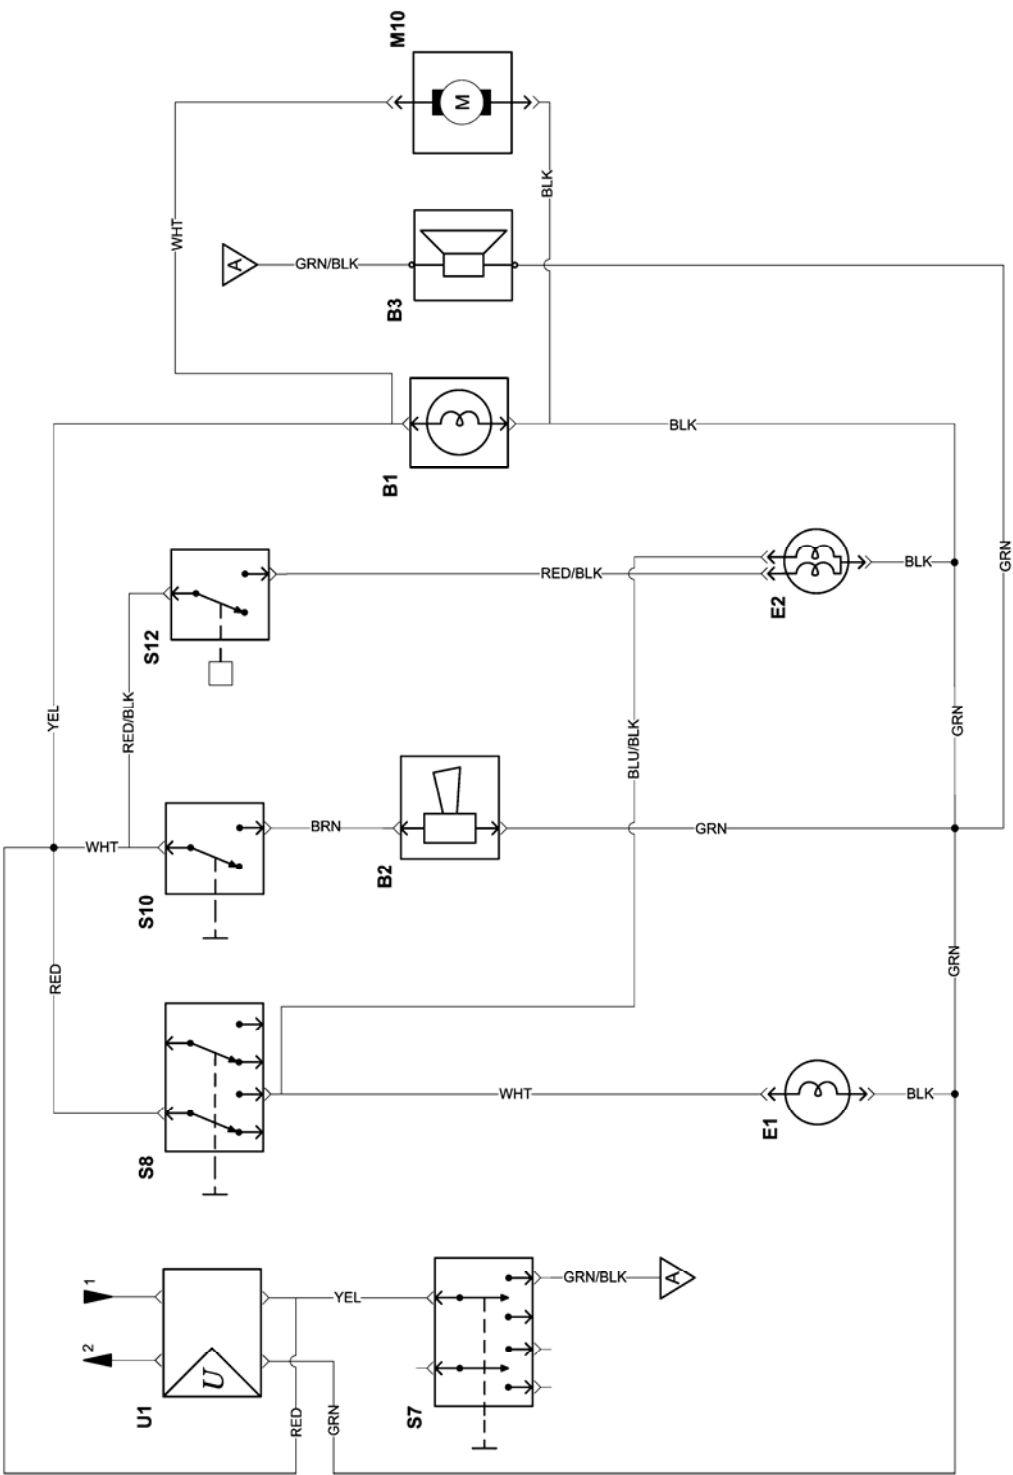 M10
M
WHT
BLK
A
GRN/BLK
B3
BLK
B1
S12
RED/BLK
E2
BLK
GRN
YEL
RED/BLK
BLU/BLK
GRN
WHT
BRN
B2
GRN
S10
RED
GRN
S8
WHT
E1
BLK
1
2
U
U1
YEL
RED
GRN
S7
GRN/BLK
A